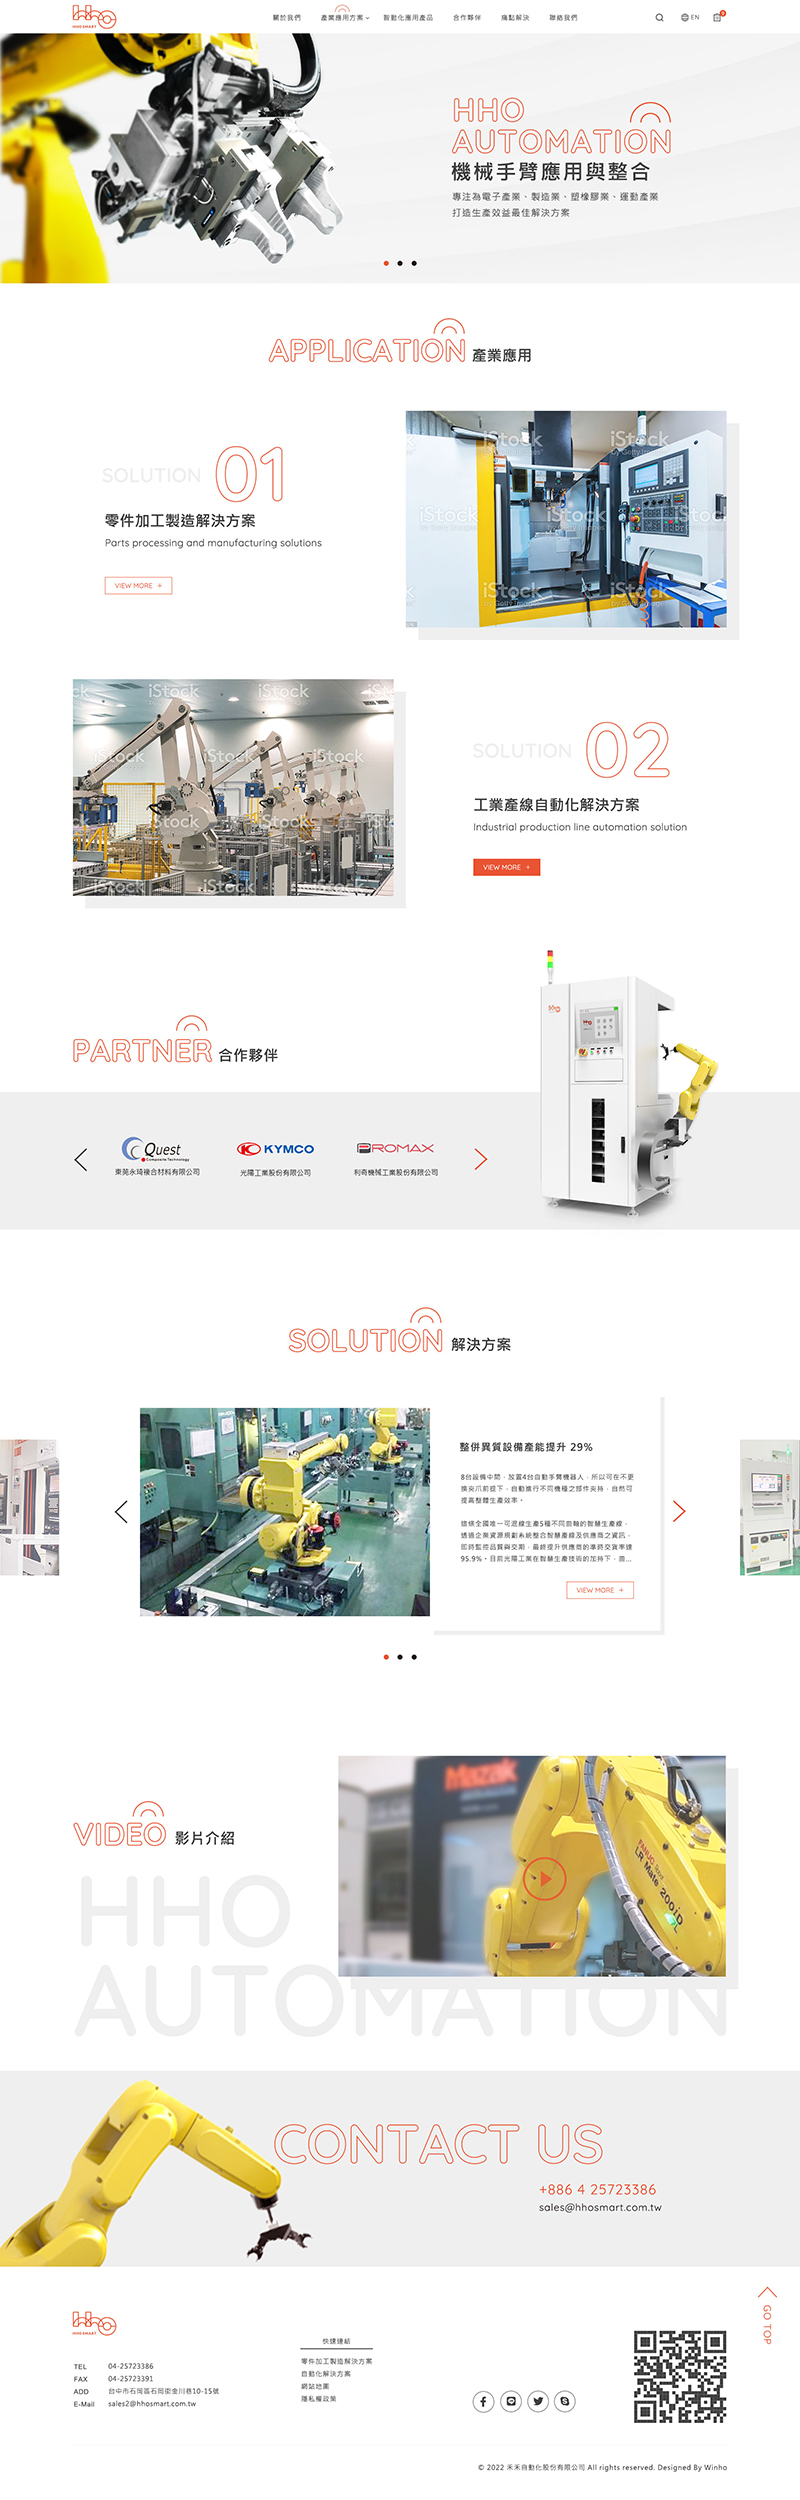 HHO SMART
關於我們 產業應用方案 智動化應用產品 合作夥伴 痛點解決 聯絡我們 EN
HHO
AUTOMATION
機械手臂應用與整合
專注為電子產業、製造業、塑橡膠業、運動產業
打造生產效益最佳解決方案
APPLICATION 產業應用
SOLUTION 01
零件加工製造解決方案
Parts processing and manufacturing solutions
VIEW MORE +
iStock
by Getty Images
SOLUTION 02
工業產線自動化解決方案
Industrial production line automation solution
VIEW MORE +
iStock
PARTNER 合作夥伴
Quest
Composite Technology
東莞永琦複合材料有限公司
KYMCO
光陽工業股份有限公司
PROMAX
利奇機械工業股份有限公司
SOLUTION 解決方案
整併異質設備產能提升 29%
8台設備中間，放置4台自動手臂機器人，所以可在不更
換夾爪前提下，自動進行不同機種之部件夾持，自然可
提高整體生產效率。
這條全國唯一可混線生產5種不同曲軸的智慧生產線，
透過企業資源規劃系統整合智慧產線及供應商之資訊，
即時監控品質與交期，最終提升供應商的準時交貨率達
95.9%。目前光陽工業在智慧生產技術的加持下，曲...
VIEW MORE +
VIDEO 影片介紹
HHO
AUTOMATION
Mazak
FANUC Robot
LR Mate 200iD
CONTACT US
+886 4 25723386
sales@hhosmart.com.tw
GO TOP
HHO SMART
TEL 04-25723386
FAX 04-25723391
ADD 台中市石岡區石岡街金川巷10-15號
E-Mail sales2@hhosmart.com.tw
快速連結
零件加工製造解決方案
自動化解決方案
網站地圖
隱私權政策
© 2022 禾禾自動化股份有限公司 All rights reserved. Designed By Winho